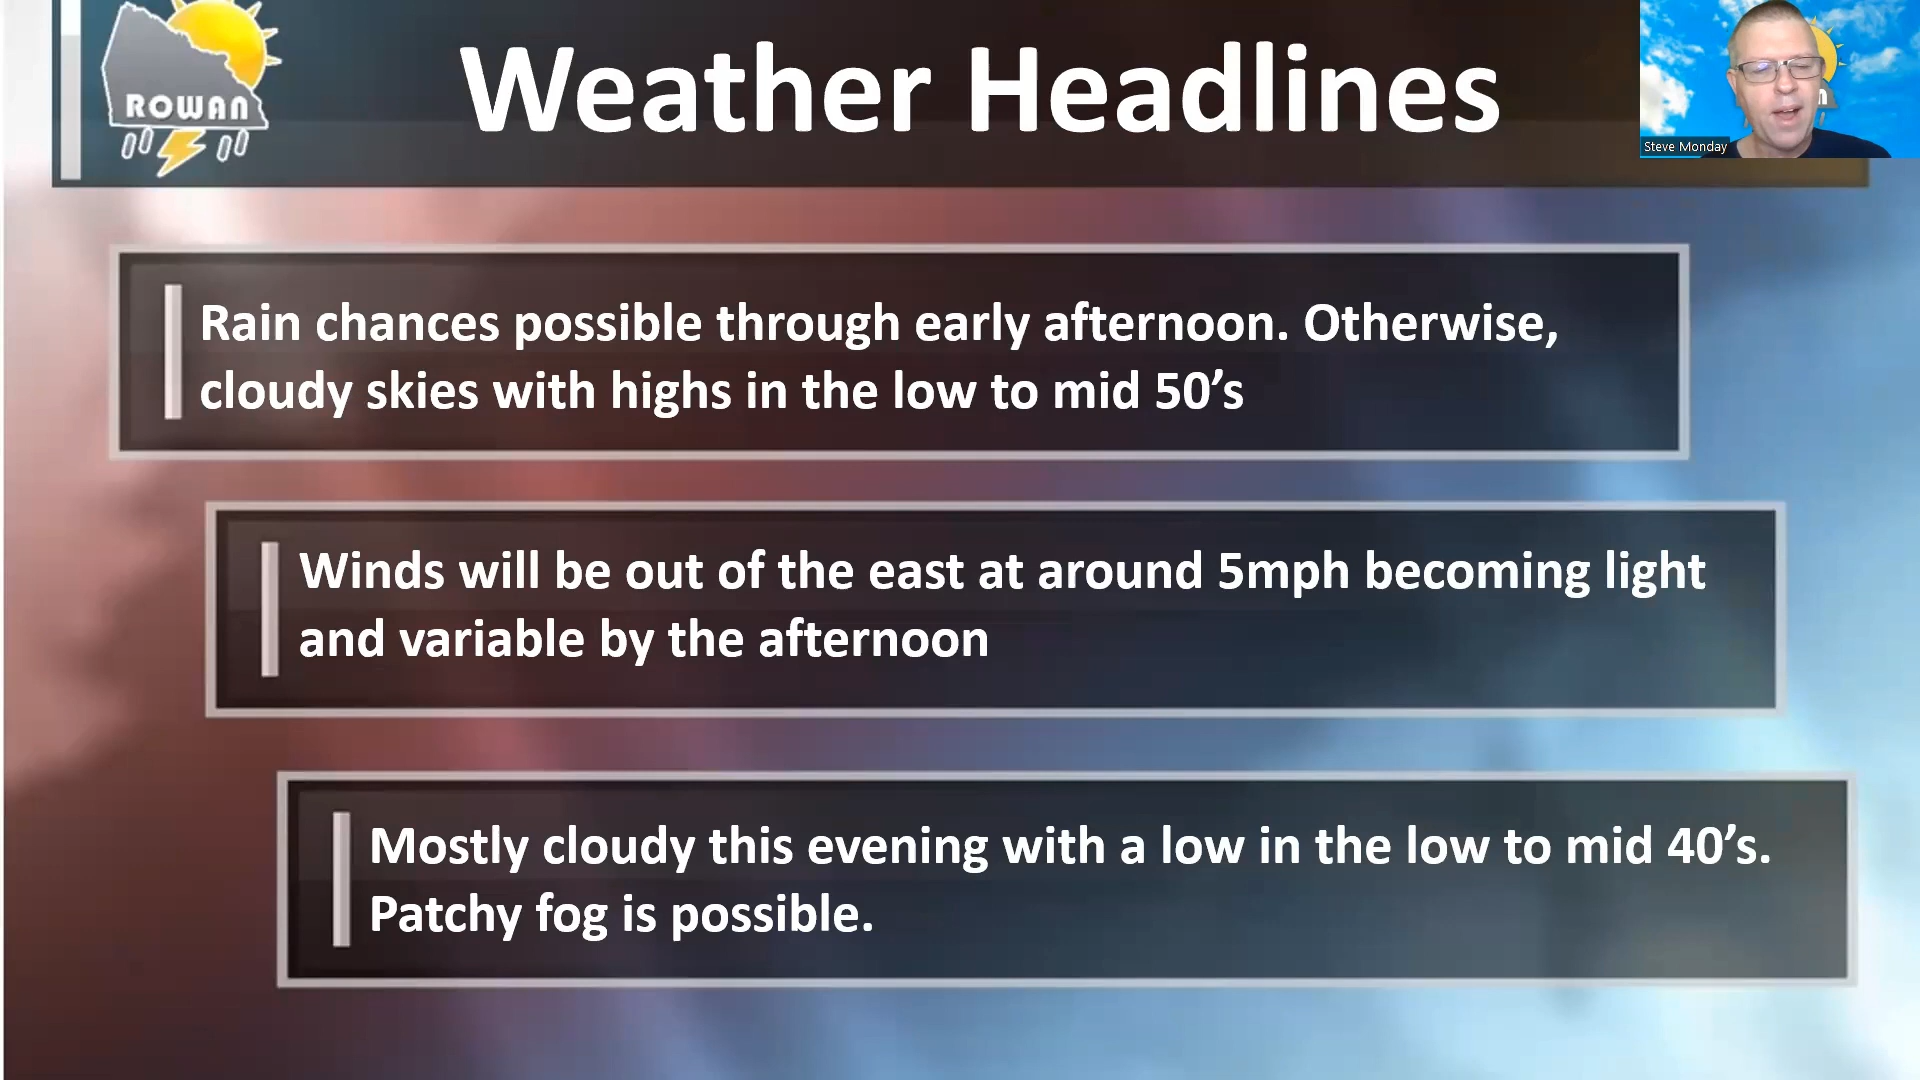 ROWAN
Weather Headlines
n
Steve Monday
Rain chances possible through early afternoon. Otherwise,
cloudy skies with highs in the low to mid 50’s
Winds will be out of the east at around 5mph becoming light
and variable by the afternoon
Mostly cloudy this evening with a low in the low to mid 40’s.
Patchy fog is possible.